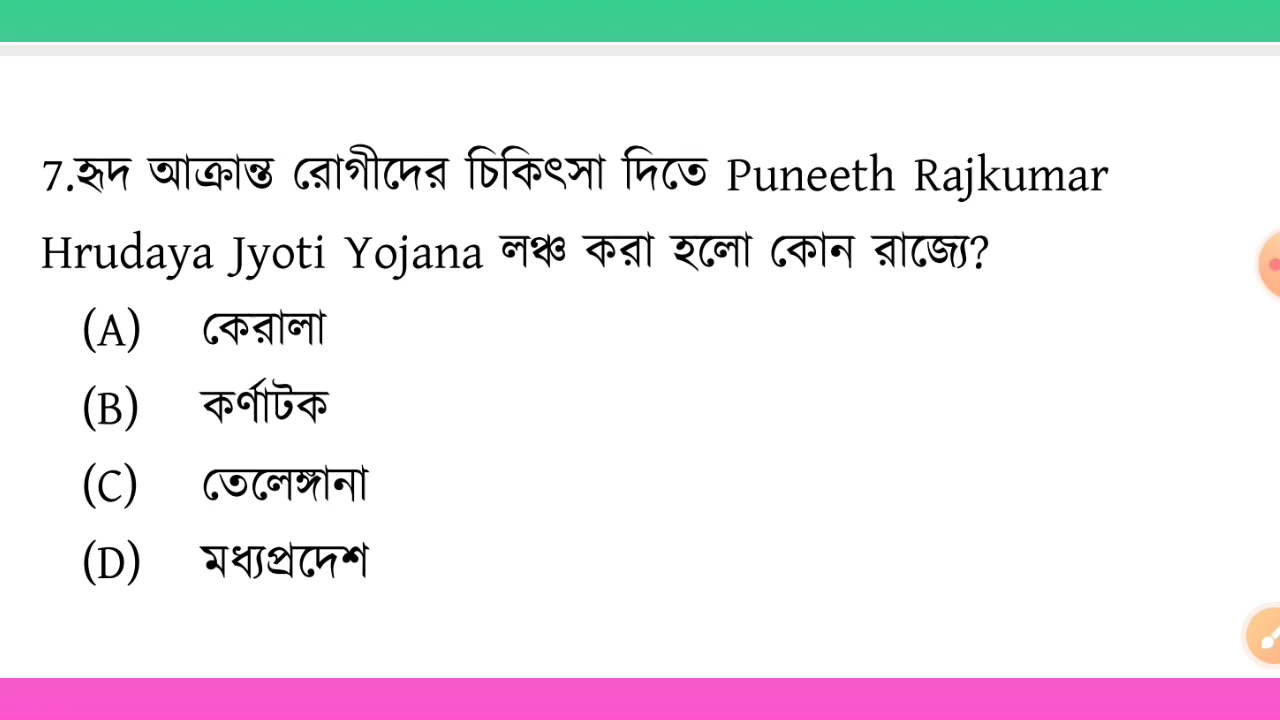 7.হৃদ আক্রান্ত রোগীদের চিকিৎসা দিতে Puneeth Rajkumar
Hrudaya Jyoti Yojana লঞ্চ করা হলো কোন রাজ্যে?
(A) কেরালা
(B) কর্ণাটক
(C) তেলেঙ্গানা
(D) মধ্যপ্রদেশ